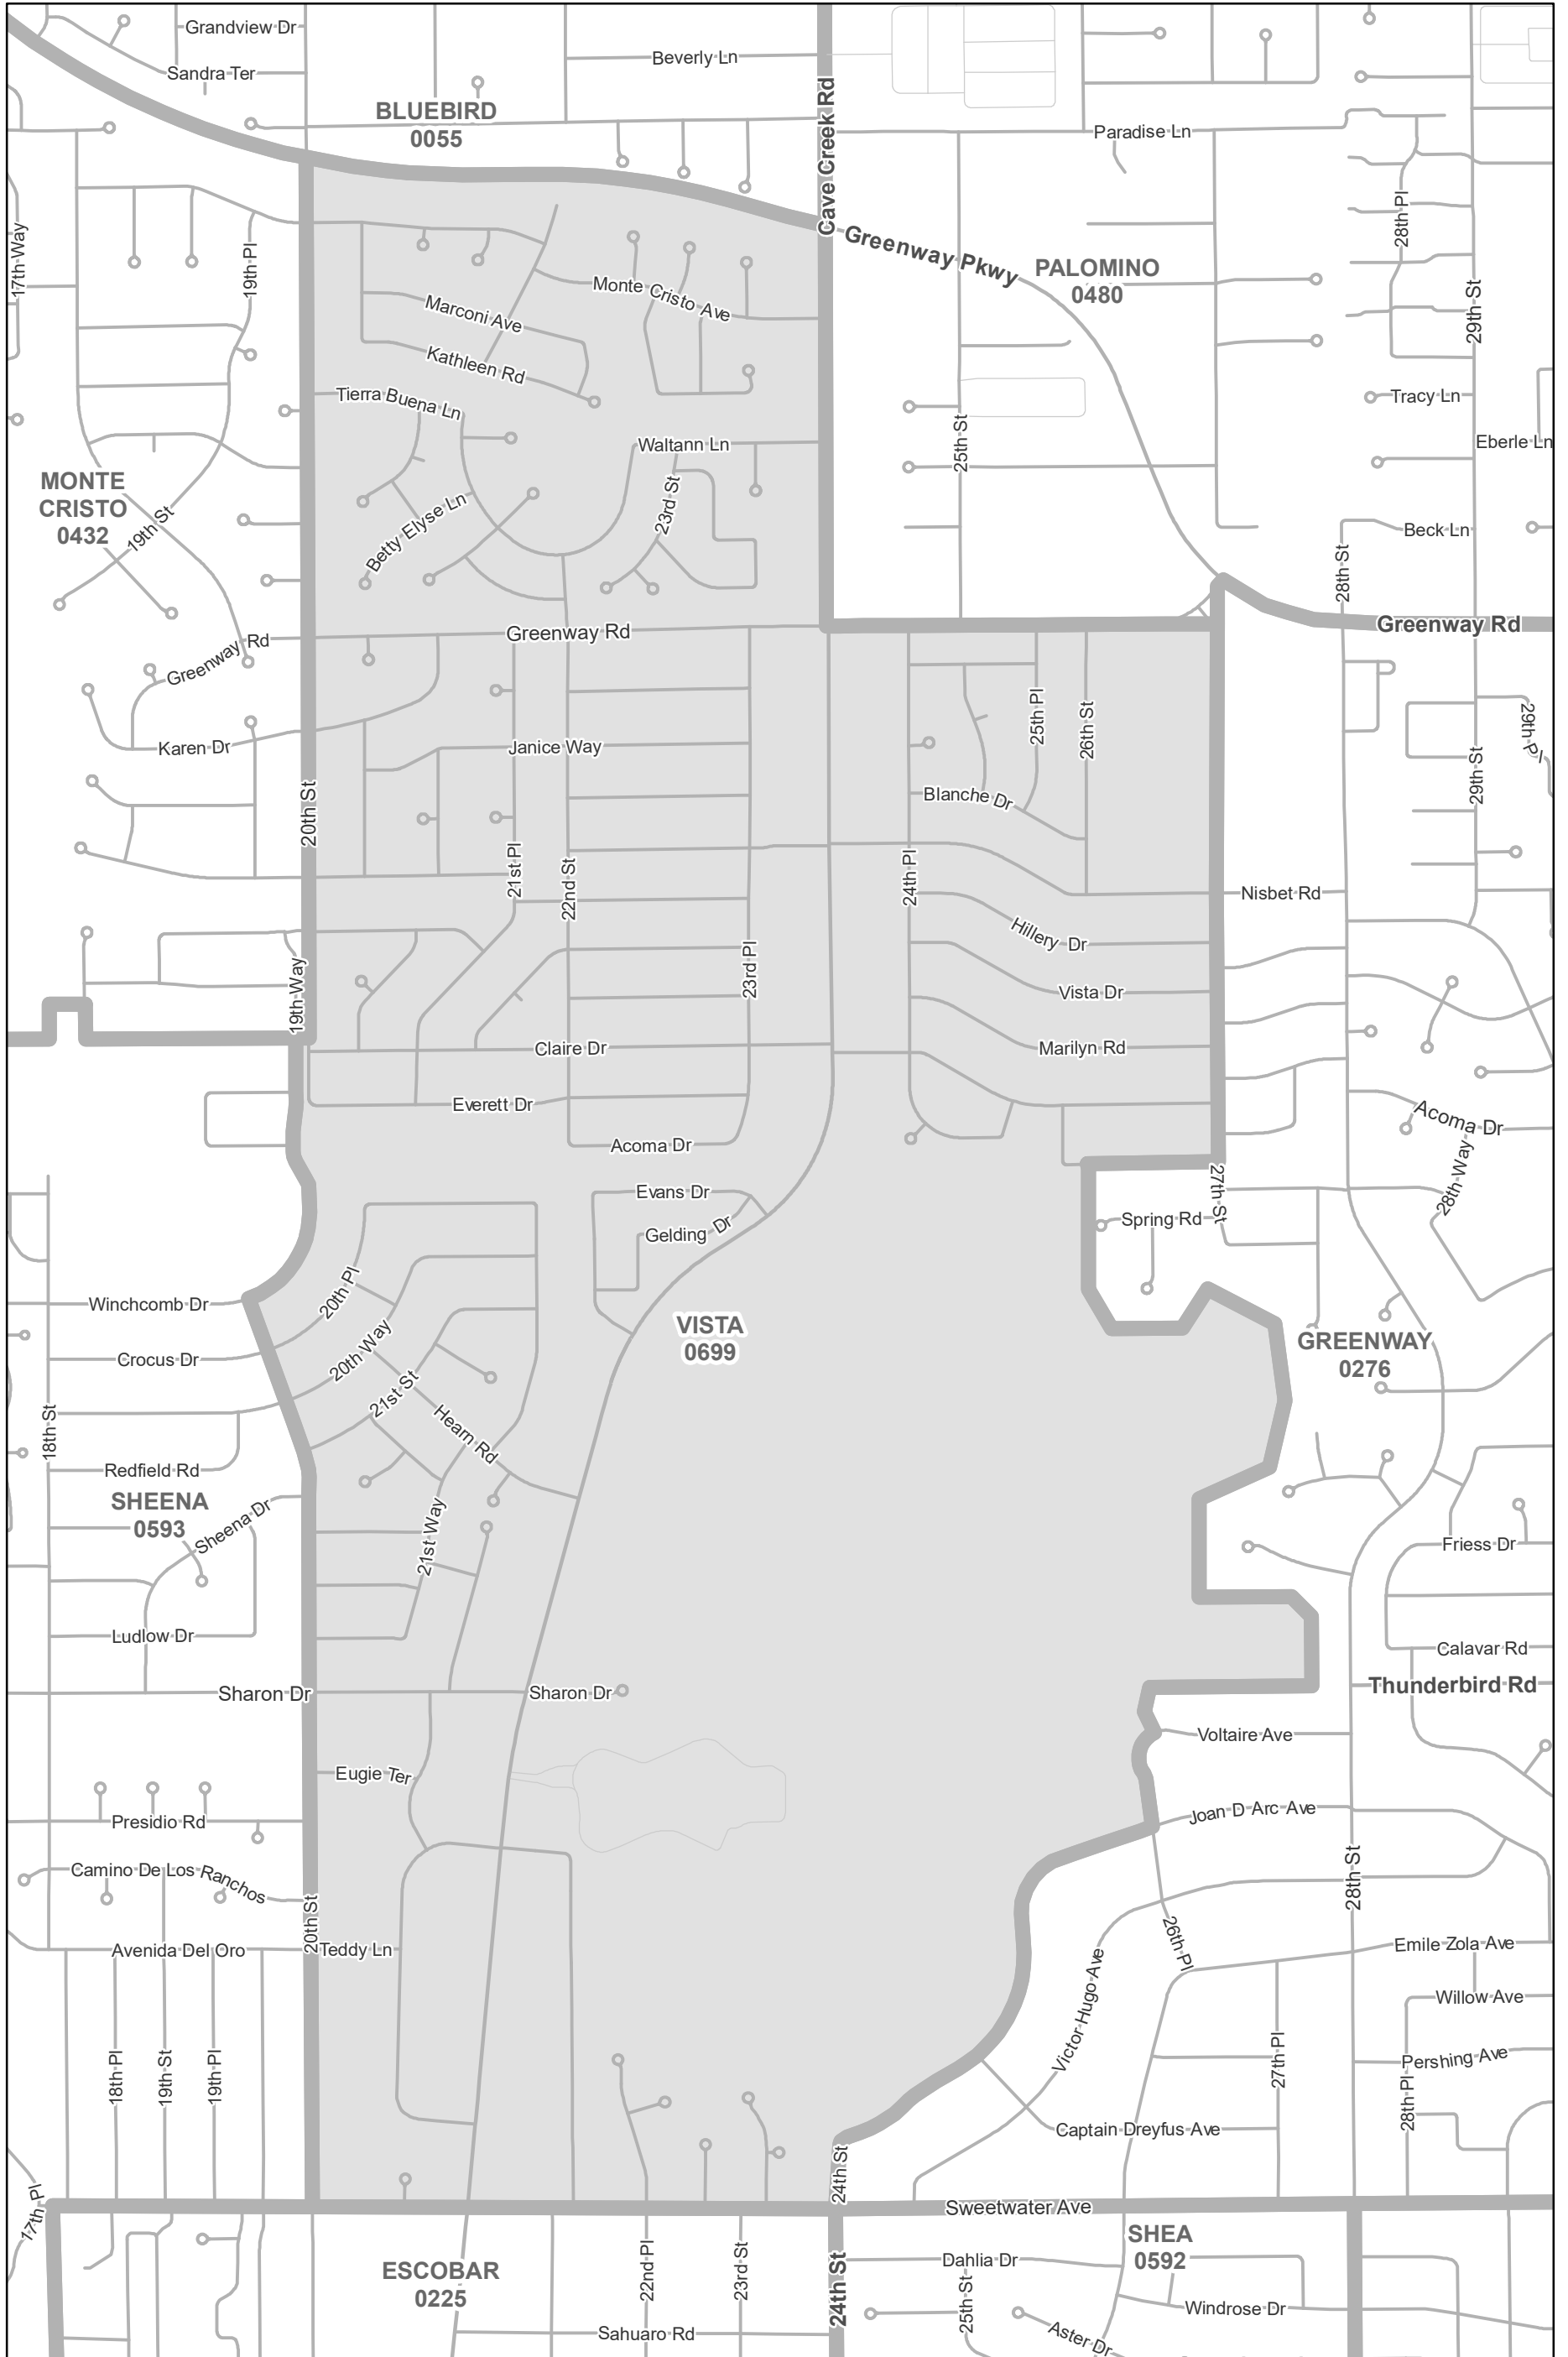 Grandview Dr
Sandra Ter
BLUEBIRD
0055
Beverly Ln
Cave Creek Rd
Paradise Ln
17th Way
19th Pl
Greenway Pkwy
PALOMINO
0480
28th Pl
29th St
Monte Cristo Ave
Marconi Ave
Kathleen Rd
Tierra Buena Ln
Waltann Ln
25th St
Tracy Ln
Eberle Ln
MONTE
CRISTO
0432
19th St
Betty Elyse Ln
23rd St
Beck Ln
28th St
Greenway Rd
Greenway Rd
Greenway Rd
Karen Dr
Janice Way
25th Pl
26th St
29th Pl
29th St
20th St
Blanche Dr
21st Pl
22nd St
24th Pl
Nisbet Rd
Hillery Dr
19th Way
23rd Pl
Vista Dr
Claire Dr
Marilyn Rd
Everett Dr
Acoma Dr
Acoma Dr
Evans Dr
27th St
28th Way
Gelding Dr
Spring Rd
Winchcomb Dr
20th Pl
VISTA
0699
GREENWAY
0276
Crocus Dr
20th Way
21st St
18th St
Hearn Rd
Redfield Rd
SHEENA
0593
Sheena Dr
21st Way
Friess Dr
Ludlow Dr
Calavar Rd
Sharon Dr
Sharon Dr
Thunderbird Rd
Voltaire Ave
Eugie Ter
Presidio Rd
Joan D Arc Ave
Camino De Los Ranchos
28th St
20th St
Avenida Del Oro
Teddy Ln
26th Pl
Emile Zola Ave
Victor Hugo Ave
Willow Ave
18th Pl
19th St
19th Pl
27th Pl
Pershing Ave
28th Pl
Captain Dreyfus Ave
24th St
17th Pl
Sweetwater Ave
ESCOBAR
0225
22nd Pl
23rd St
24th St
Dahlia Dr
SHEA
0592
25th St
Windrose Dr
Sahuaro Rd
Aster Dr